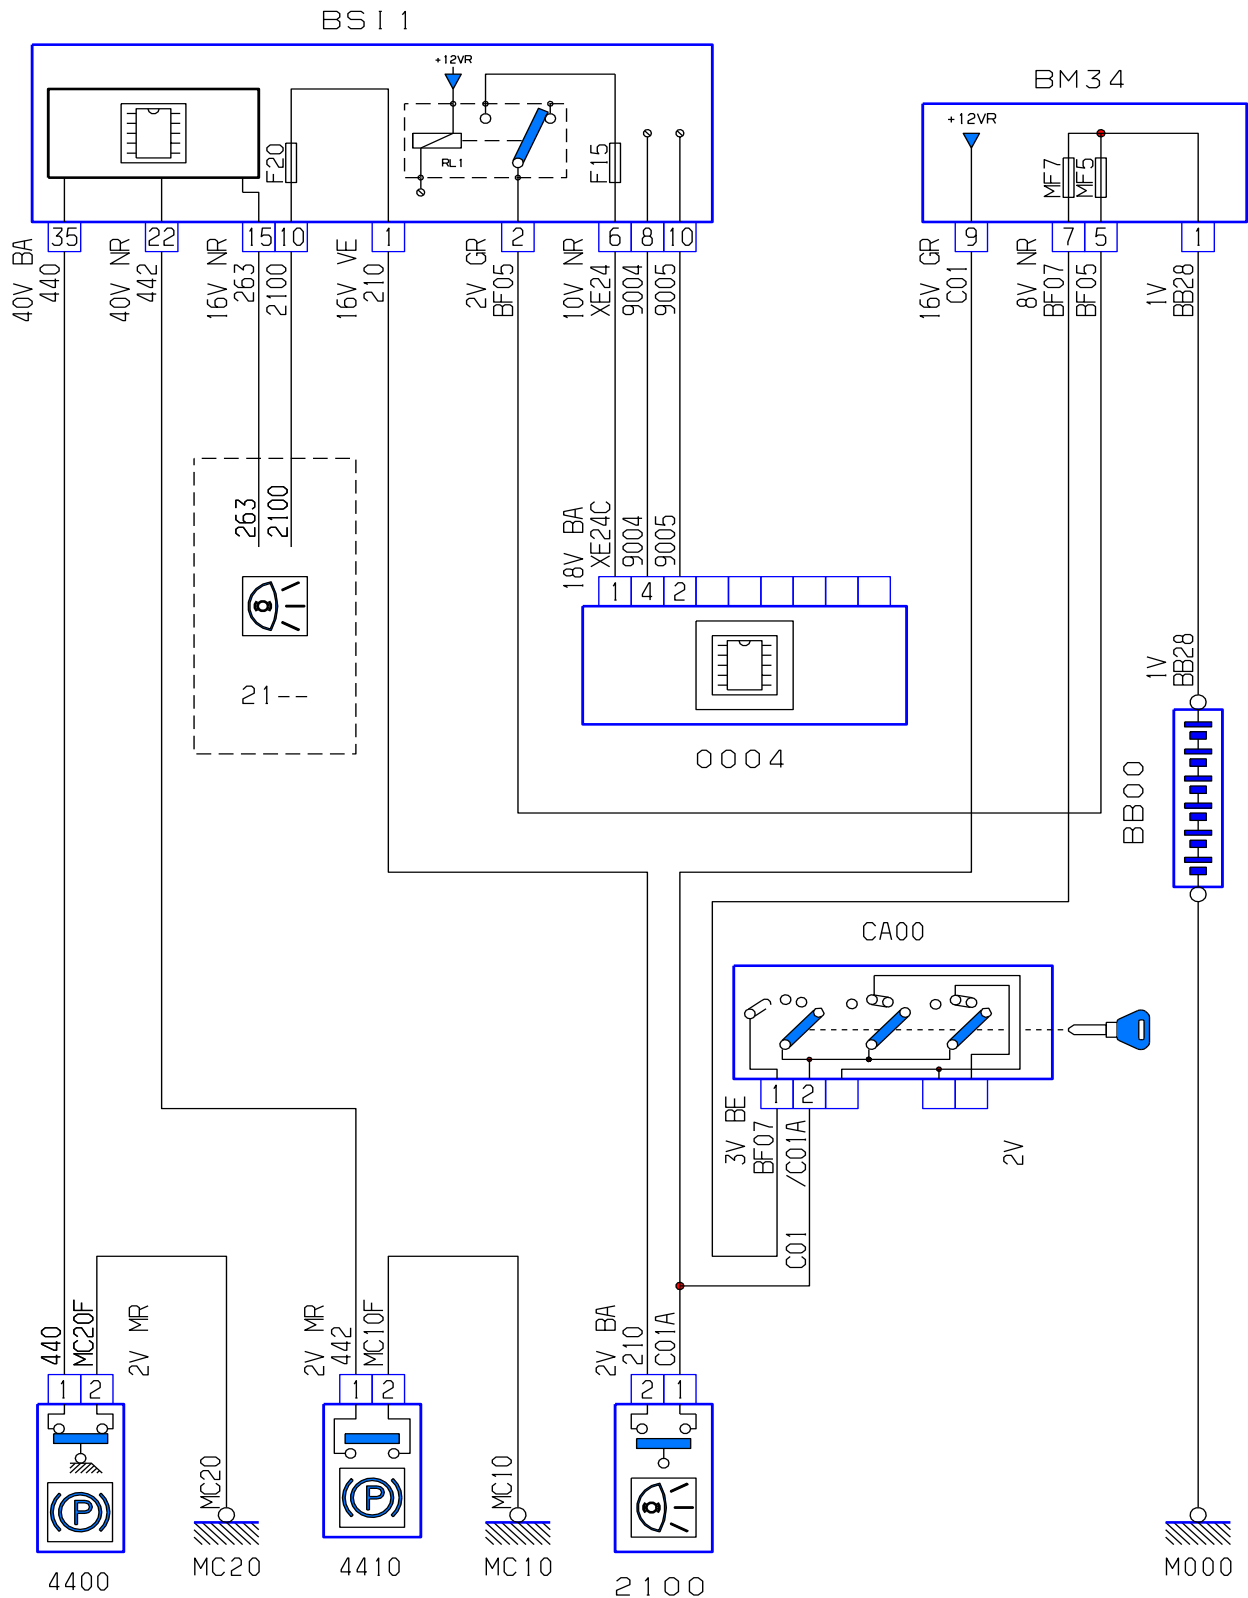 BSI1
BM34
+12VR
+12VR
F20
RL1
F15
MF7
MF5
35
22
15
10
1
2
6
8
10
9
7
5
1
40V BA
440
40V NR
442
16V NR
263
2100
16V VE
210
2V GR
BF05
10V NR
XE24
9004
9005
16V GR
C01
8V NR
BF07
BF05
1V
BB28
263
2100
21--
18V BA
XE24C
9004
9005
1
4
2
0004
1V
BB28
BB00
CA00
1
2
3V BE
BF07
/C01A
C01
2V
440
MC20F
2V MR
2V MR
442
MC10F
2V BA
210
C01A
1
2
1
2
2
1
P
P
MC20
MC10
4400
MC20
4410
MC10
2100
M000